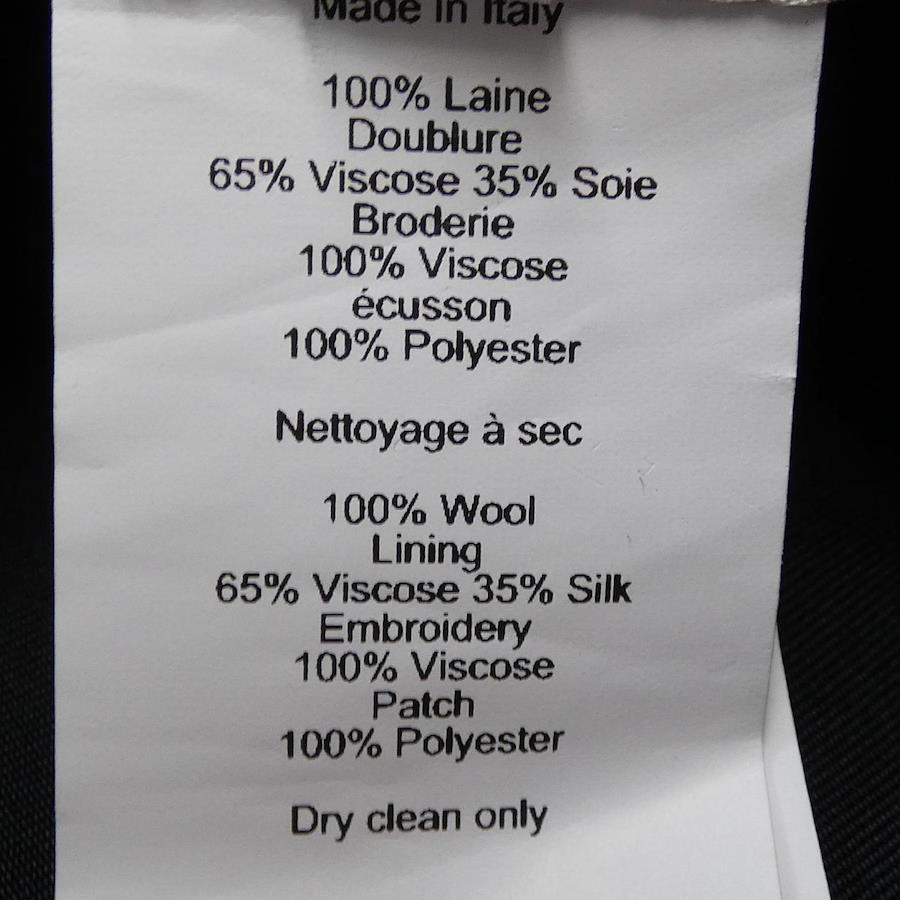 Made in Italy
100% Laine
Doublure
65% Viscose 35% Soie
Broderie
100% Viscose
écusson
100% Polyester
Nettoyage à sec
100% Wool
Lining
65% Viscose 35% Silk
Embroidery
100% Viscose
Patch
100% Polyester
Dry clean only